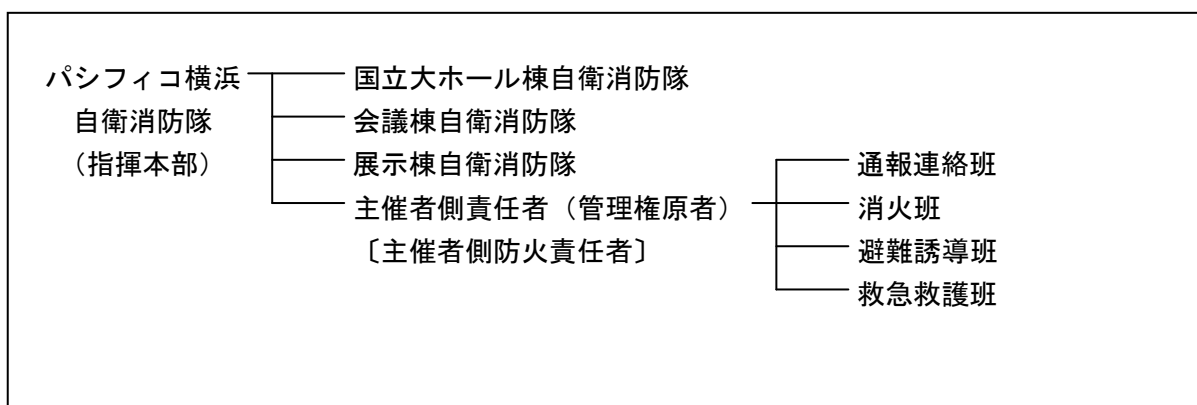 パシフィコ横浜 国立大ホール棟自衛消防隊
自衛消防隊 会議棟自衛消防隊
（指揮本部） 展示棟自衛消防隊 通報連絡班
主催者側責任者（管理権原者） 消火班
〔主催者側防火責任者〕 避難誘導班
救急救護班